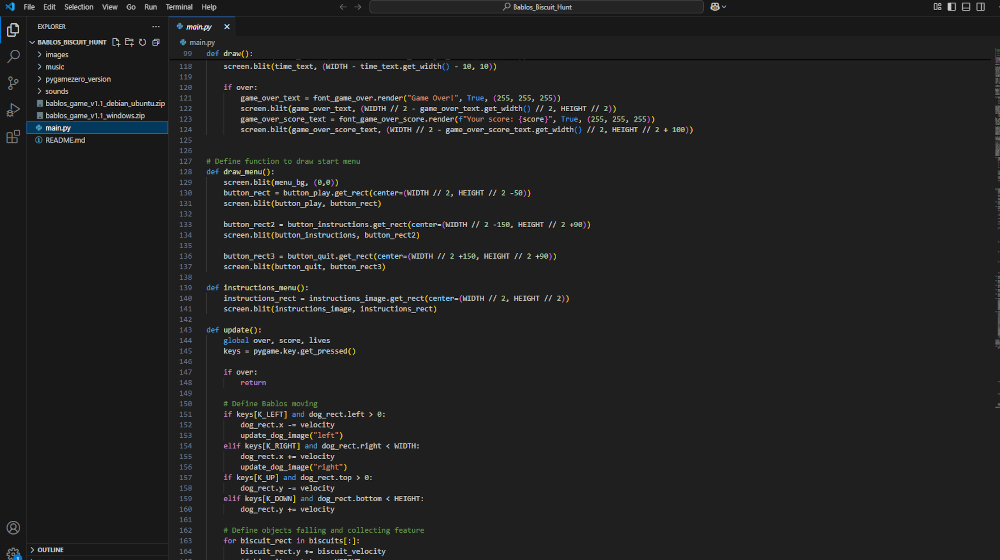 File Edit Selection View Go Run Terminal Help
Bablos_Biscuit_Hunt
EXPLORER
BABLOS_BISCUIT_HUNT
images
music
pygamezero_version
sounds
bablos_game_v1.1_debian_ubuntu.zip
bablos_game_v1.1_windows.zip
main.py
README.md
OUTLINE
main.py
main.py
99 def draw():
118 screen.blit(time_text, (WIDTH - time_text.get_width() - 10, 10))
119
120 if over:
121 game_over_text = font_game_over.render("Game Over!", True, (255, 255, 255))
122 screen.blit(game_over_text, (WIDTH // 2 - game_over_text.get_width() // 2, HEIGHT // 2))
123 game_over_score_text = font_game_over.render(f"Your score: {score}", True, (255, 255, 255))
124 screen.blit(game_over_score_text, (WIDTH // 2 - game_over_score_text.get_width() // 2, HEIGHT // 2 + 100))
125
126
127 # Define function to draw start menu
128 def draw_menu():
129 screen.blit(menu_bg, (0,0))
130 button_rect = button_play.get_rect(center=(WIDTH // 2, HEIGHT // 2 -50))
131 screen.blit(button_play, button_rect)
132
133 button_rect2 = button_instructions.get_rect(center=(WIDTH // 2 -150, HEIGHT // 2 +90))
134 screen.blit(button_instructions, button_rect2)
135
136 button_rect3 = button_quit.get_rect(center=(WIDTH // 2 +150, HEIGHT // 2 +90))
137 screen.blit(button_quit, button_rect3)
138
139 def instructions_menu():
140 instructions_rect = instructions_image.get_rect(center=(WIDTH // 2, HEIGHT // 2))
141 screen.blit(instructions_image, instructions_rect)
142
143 def update():
144 global over, score, lives
145 keys = pygame.key.get_pressed()
146
147 if over:
148 return
149
150 # Define Bablos moving
151 if keys[K_LEFT] and dog_rect.left > 0:
152 dog_rect.x -= velocity
153 update_dog_image("left")
154 elif keys[K_RIGHT] and dog_rect.right < WIDTH:
155 dog_rect.x += velocity
156 update_dog_image("right")
157 if keys[K_UP] and dog_rect.top > 0:
158 dog_rect.y -= velocity
159 elif keys[K_DOWN] and dog_rect.bottom < HEIGHT:
160 dog_rect.y += velocity
161
162 # Define objects falling and collecting feature
163 for biscuit_rect in biscuits[:]:
164 biscuit_rect.y += biscuit_velocity